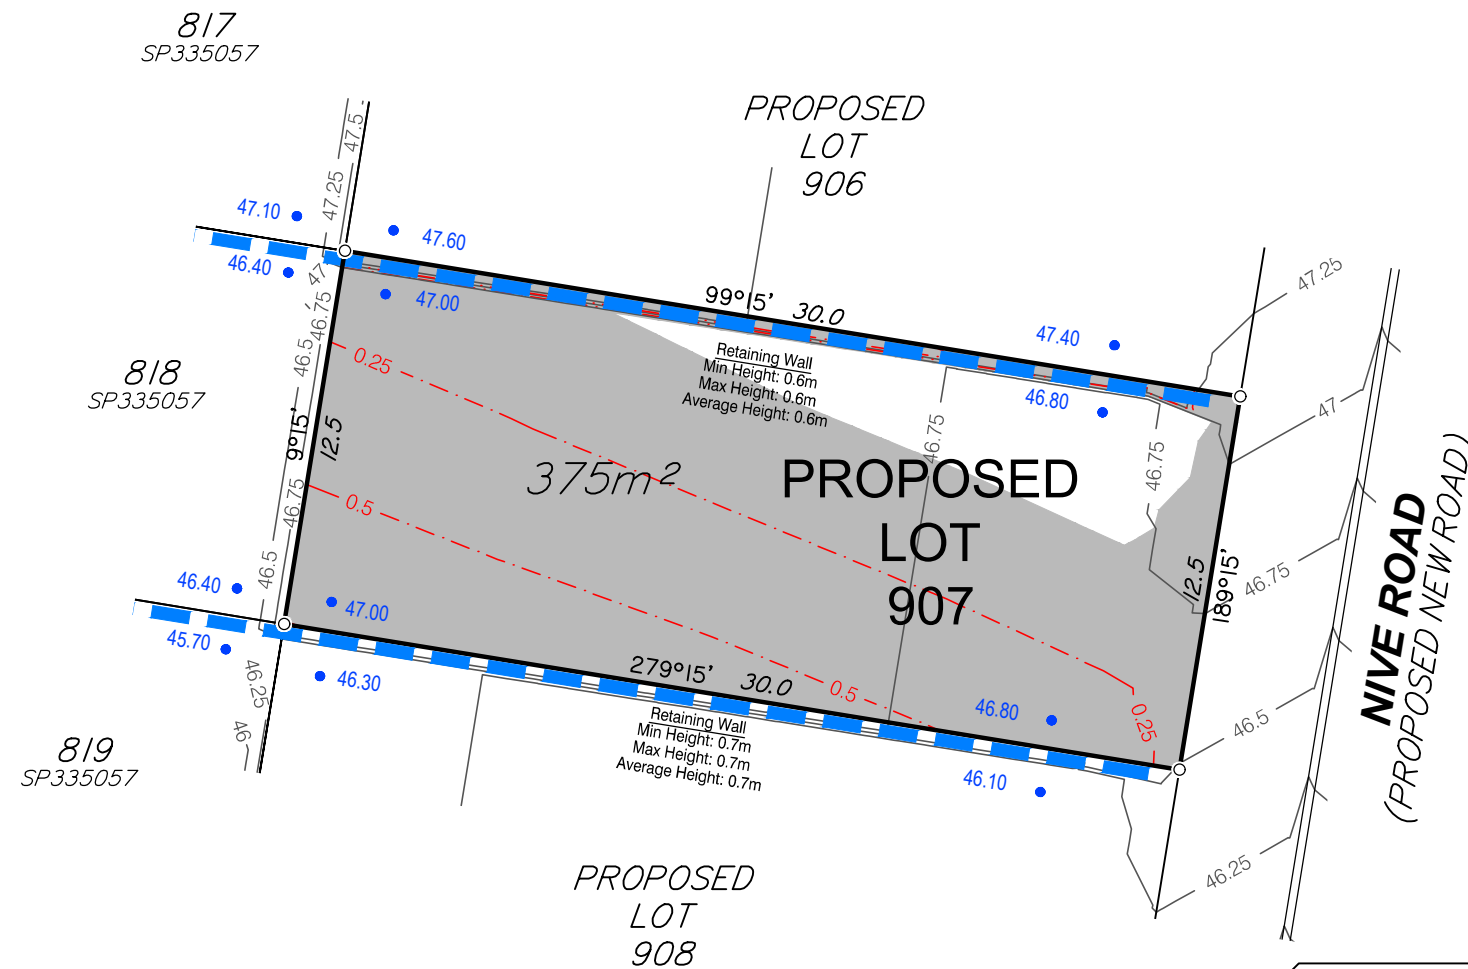 817
SP335057
PROPOSED
LOT
906
47.5
47.25
47.10
47.60
46.40
47
47.00
46.75
99°15' 30.0
47.25
47.40
46.80
Retaining Wall
Min Height: 0.6m
Max Height: 0.6m
Average Height: 0.6m
818
SP335057
46.5
0.25
9°15'
12.5
46.75
46.75
47
375m²
PROPOSED
LOT
907
46.75
0.5
46.5
46.40
47.00
12.5
189°15'
46.75
NIVE ROAD
(PROPOSED NEW ROAD)
45.70
46.30
46.25
46
279°15' 30.0
0.5
46.80
0.25
46.5
Retaining Wall
Min Height: 0.7m
Max Height: 0.7m
Average Height: 0.7m
819
SP335057
46.10
46.25
PROPOSED
LOT
908